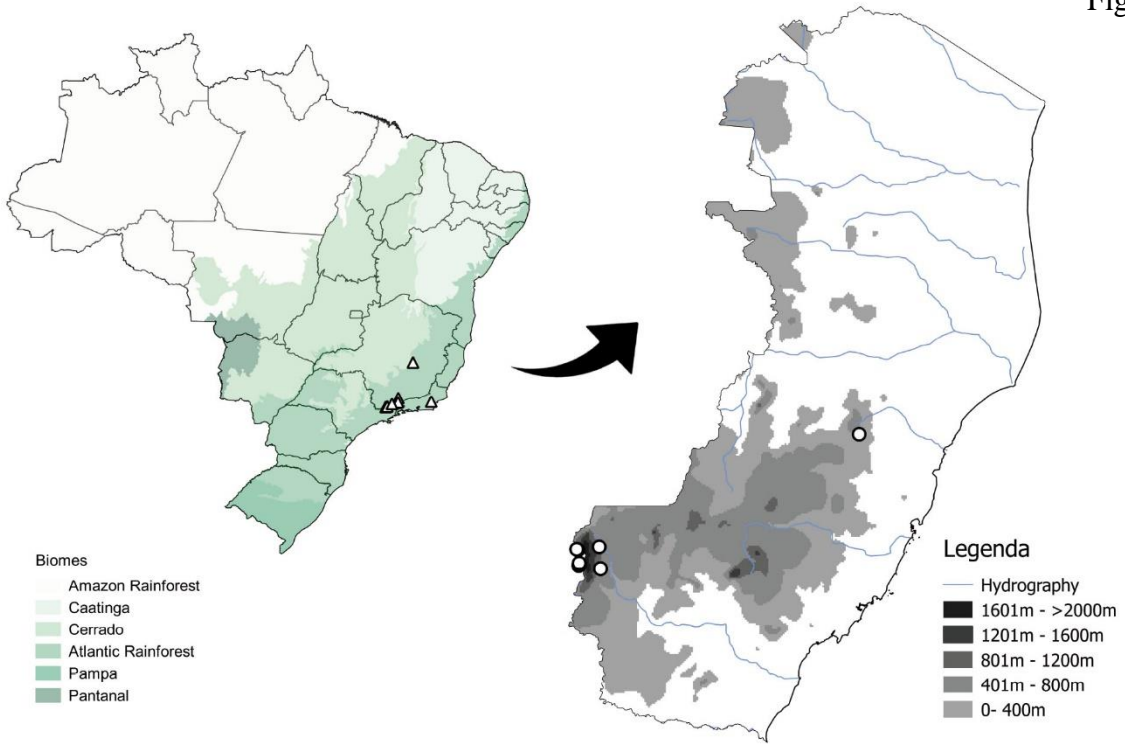 Fig
Biomes
Amazon Rainforest
Caatinga
Cerrado
Atlantic Rainforest
Pampa
Pantanal
Legenda
Hydrography
1601m - >2000m
1201m - 1600m
801m - 1200m
401m - 800m
0- 400m